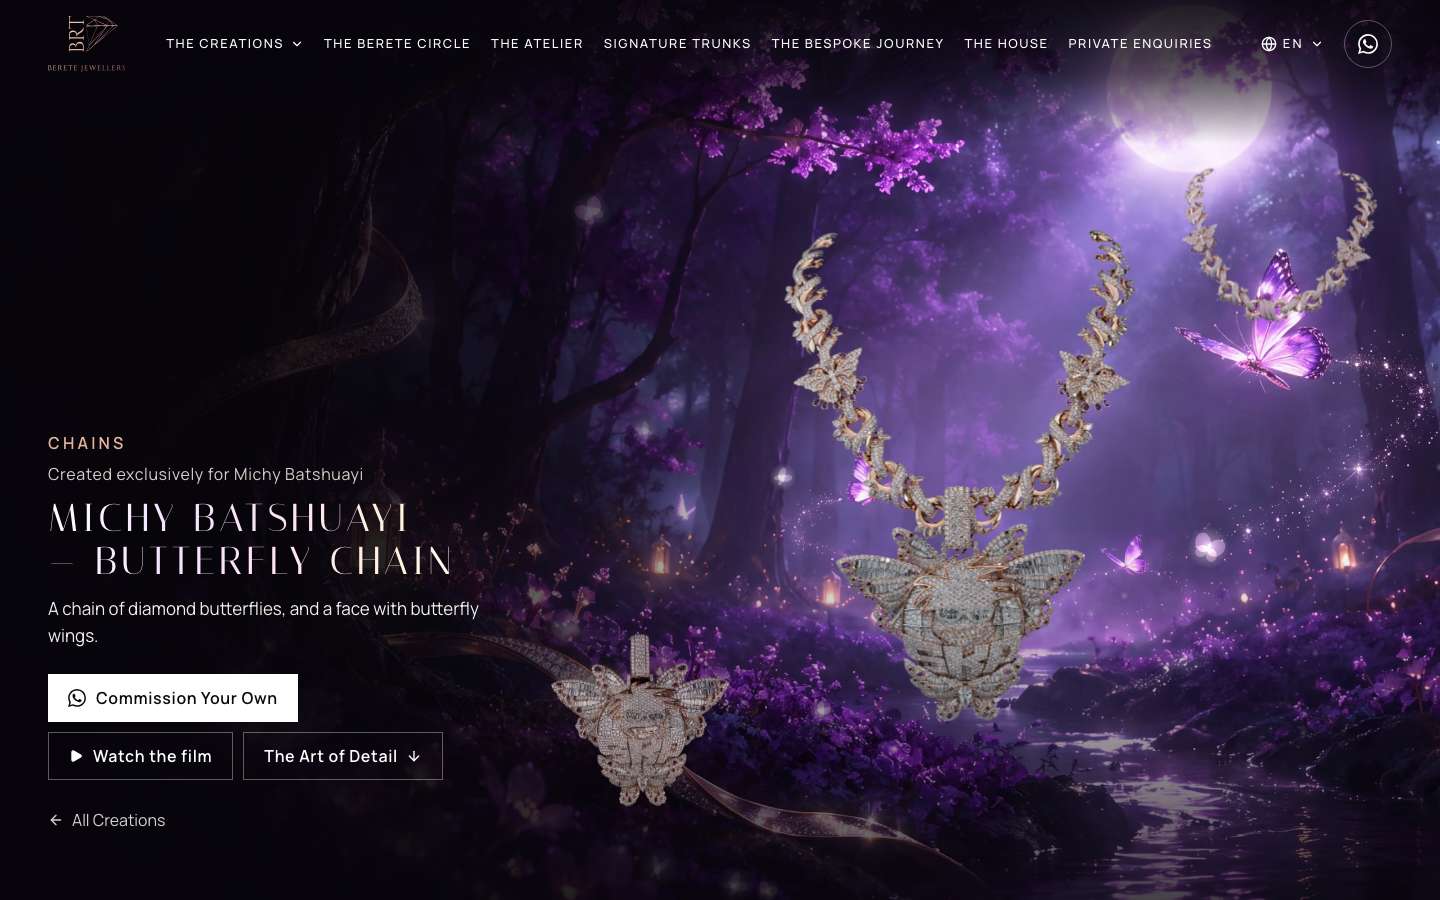 BRT
BERETE JEWELLERS
THE CREATIONS
THE BERETE CIRCLE
THE ATELIER
SIGNATURE TRUNKS
THE BESPOKE JOURNEY
THE HOUSE
PRIVATE ENQUIRIES
EN
CHAINS
Created exclusively for Michy Batshuayi
MICHY BATSHUAYI
— BUTTERFLY CHAIN
A chain of diamond butterflies, and a face with butterfly
wings.
Commission Your Own
Watch the film
The Art of Detail ↓
← All Creations